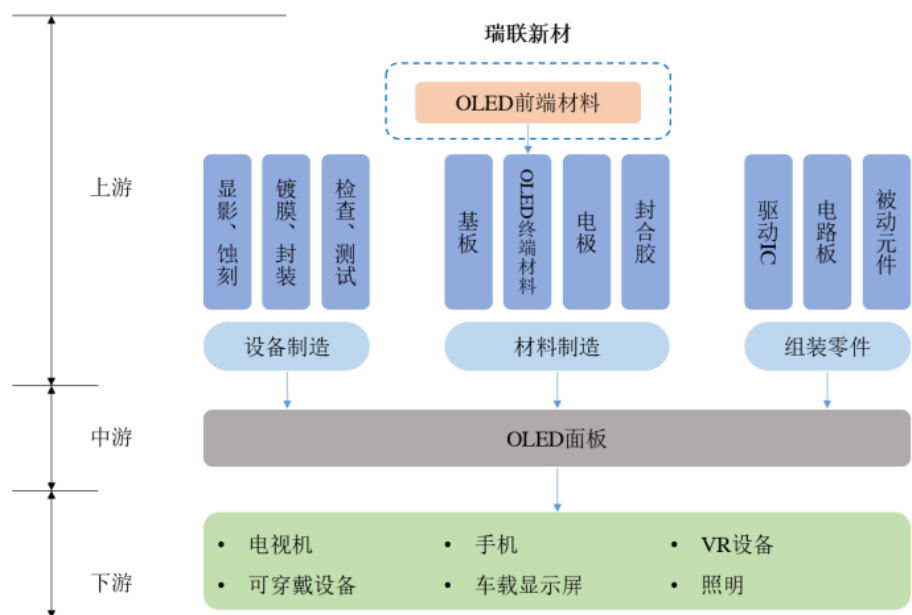 瑞联新材
OLED前端材料
上游
显影、蚀刻
镀膜、封装
检查、测试
基板
OLED终端材料
电极
封合胶
驱动IC
电路板
被动元件
设备制造
材料制造
组装零件
中游
OLED面板
下游
• 电视机
• 手机
• VR设备
• 可穿戴设备
• 车载显示屏
• 照明